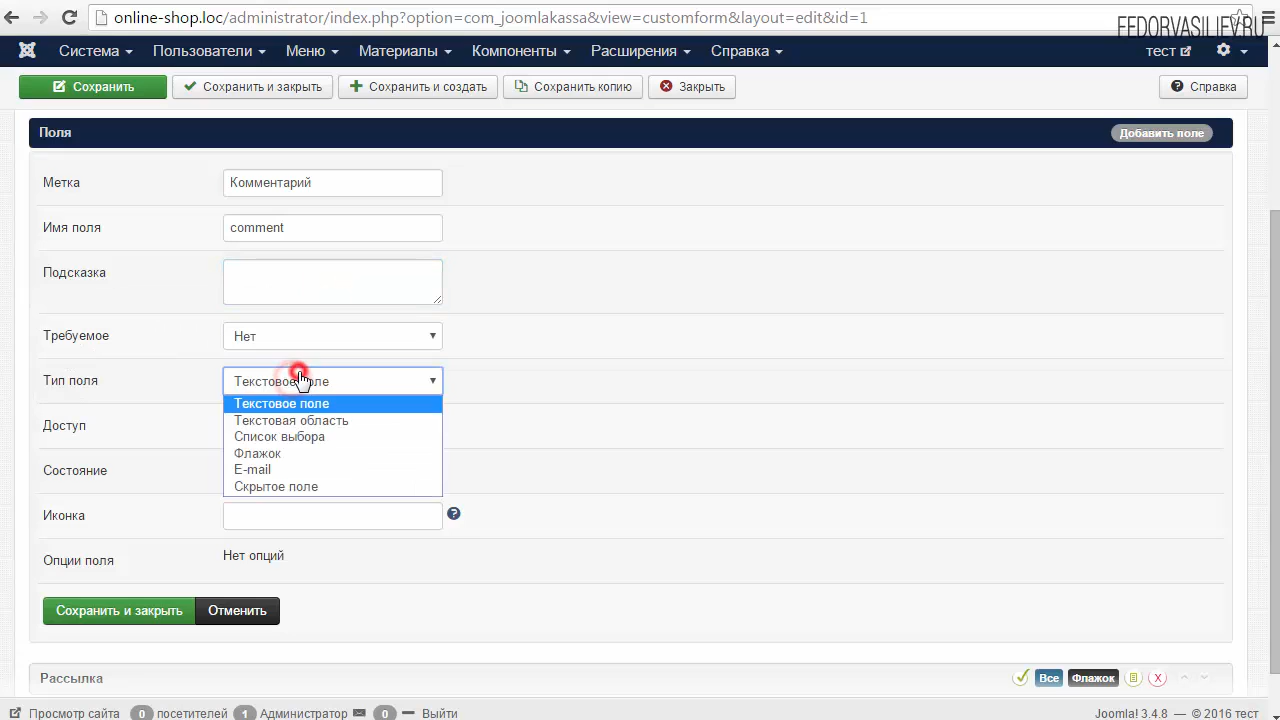 online-shop.loc/administrator/index.php?option=com_joomlakassa&view=customform&layout=edit&id=1
FEDORVASILIEV.RU
Система Пользователи Меню Материалы Компоненты Расширения Справка тест
Сохранить Сохранить и закрыть Сохранить и создать Сохранить копию Закрыть Справка
Поля Добавить поле
Метка Комментарий
Имя поля comment
Подсказка
Требуемое Нет
Тип поля Текстовое поле
Текстовое поле
Текстовая область
Доступ
Список выбора
Флажок
Состояние E-mail
Скрытое поле
Иконка
Опции поля Нет опций
Сохранить и закрыть Отменить
Рассылка Все Флажок X
Просмотр сайта 0 посетителей 1 Администратор 0 Выйти Joomla! 3.4.8 — © 2016 тест